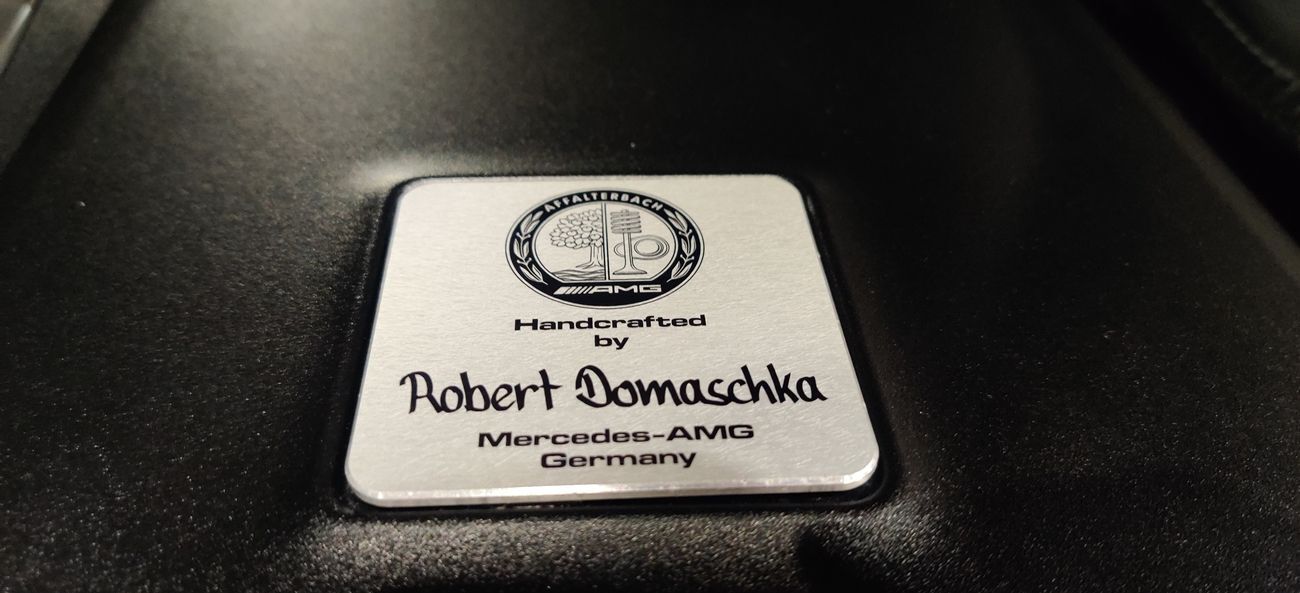 AFFALTERBACH
AMG
Handcrafted
by
Robert Domaschka
Mercedes-AMG
Germany